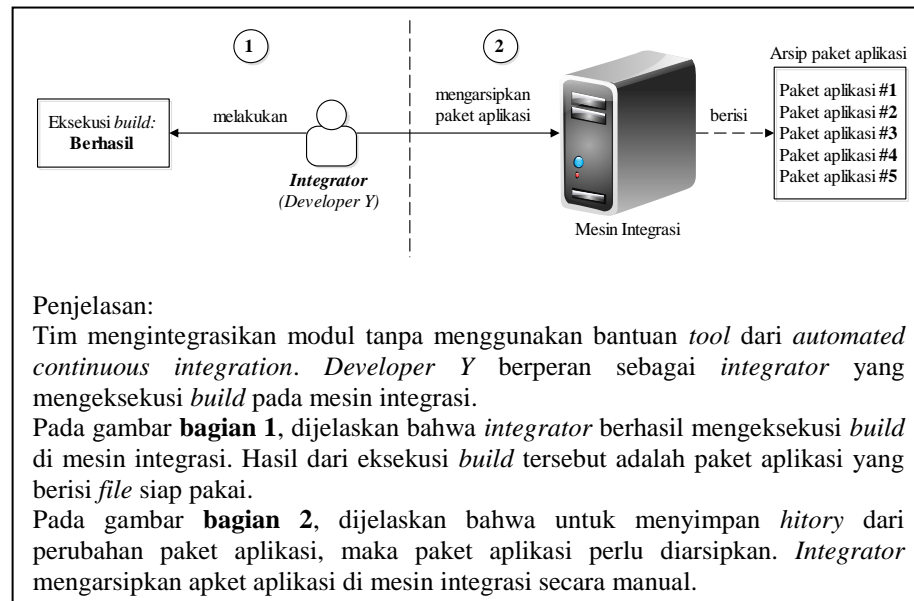 1
2
Arsip paket aplikasi
Eksekusi build:
Berhasil
melakukan
mengarsipkan
paket aplikasi
berisi
Paket aplikasi #1
Paket aplikasi #2
Paket aplikasi #3
Paket aplikasi #4
Paket aplikasi #5
Integrator
(Developer Y)
Mesin Integrasi
Penjelasan:
Tim mengintegrasikan modul tanpa menggunakan bantuan tool dari automated
continuous integration. Developer Y berperan sebagai integrator yang
mengeksekusi build pada mesin integrasi.
Pada gambar bagian 1, dijelaskan bahwa integrator berhasil mengeksekusi build
di mesin integrasi. Hasil dari eksekusi build tersebut adalah paket aplikasi yang
berisi file siap pakai.
Pada gambar bagian 2, dijelaskan bahwa untuk menyimpan hitory dari
perubahan paket aplikasi, maka paket aplikasi perlu diarsipkan. Integrator
mengarsipkan apket aplikasi di mesin integrasi secara manual.